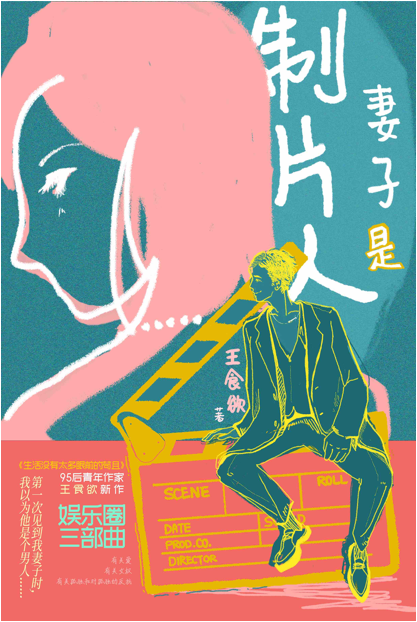 妻子是
制片人
王食欲
著
SCENE
ROLL
DATE
PROD.CO.
DIRECTOR
《生活没有太多眼前的苟且》
95后青年作家
王食欲新作
娱乐圈
三部曲
第一次见到我妻子时，
我以为他是个男人……